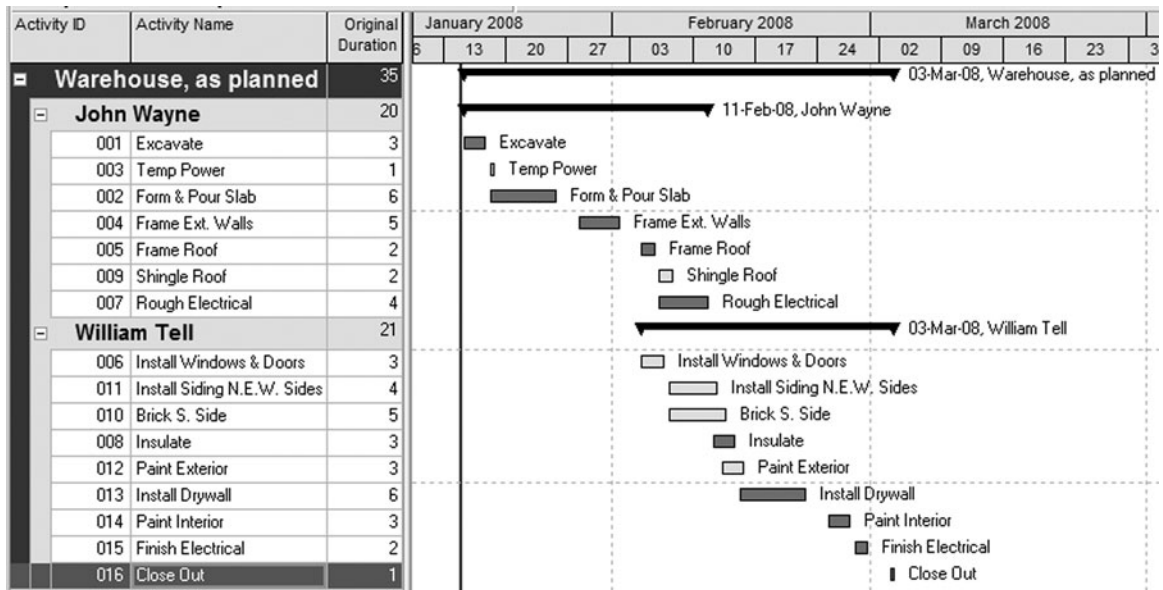 Activity ID Activity Name Original Duration January 2008 February 2008 March 2008
6 13 20 27 03 10 17 24 02 09 16 23 3
Warehouse, as planned 35 03-Mar-08, Warehouse, as planned
John Wayne 20 11-Feb-08, John Wayne
001 Excavate 3 Excavate
003 Temp Power 1 Temp Power
002 Form & Pour Slab 6 Form & Pour Slab
004 Frame Ext. Walls 5 Frame Ext. Walls
005 Frame Roof 2 Frame Roof
009 Shingle Roof 2 Shingle Roof
007 Rough Electrical 4 Rough Electrical
William Tell 21 03-Mar-08, William Tell
006 Install Windows & Doors 3 Install Windows & Doors
011 Install Siding N.E.W. Sides 4 Install Siding N.E.W. Sides
010 Brick S. Side 5 Brick S. Side
008 Insulate 3 Insulate
012 Paint Exterior 3 Paint Exterior
013 Install Drywall 6 Install Drywall
014 Paint Interior 3 Paint Interior
015 Finish Electrical 2 Finish Electrical
016 Close Out 1 Close Out